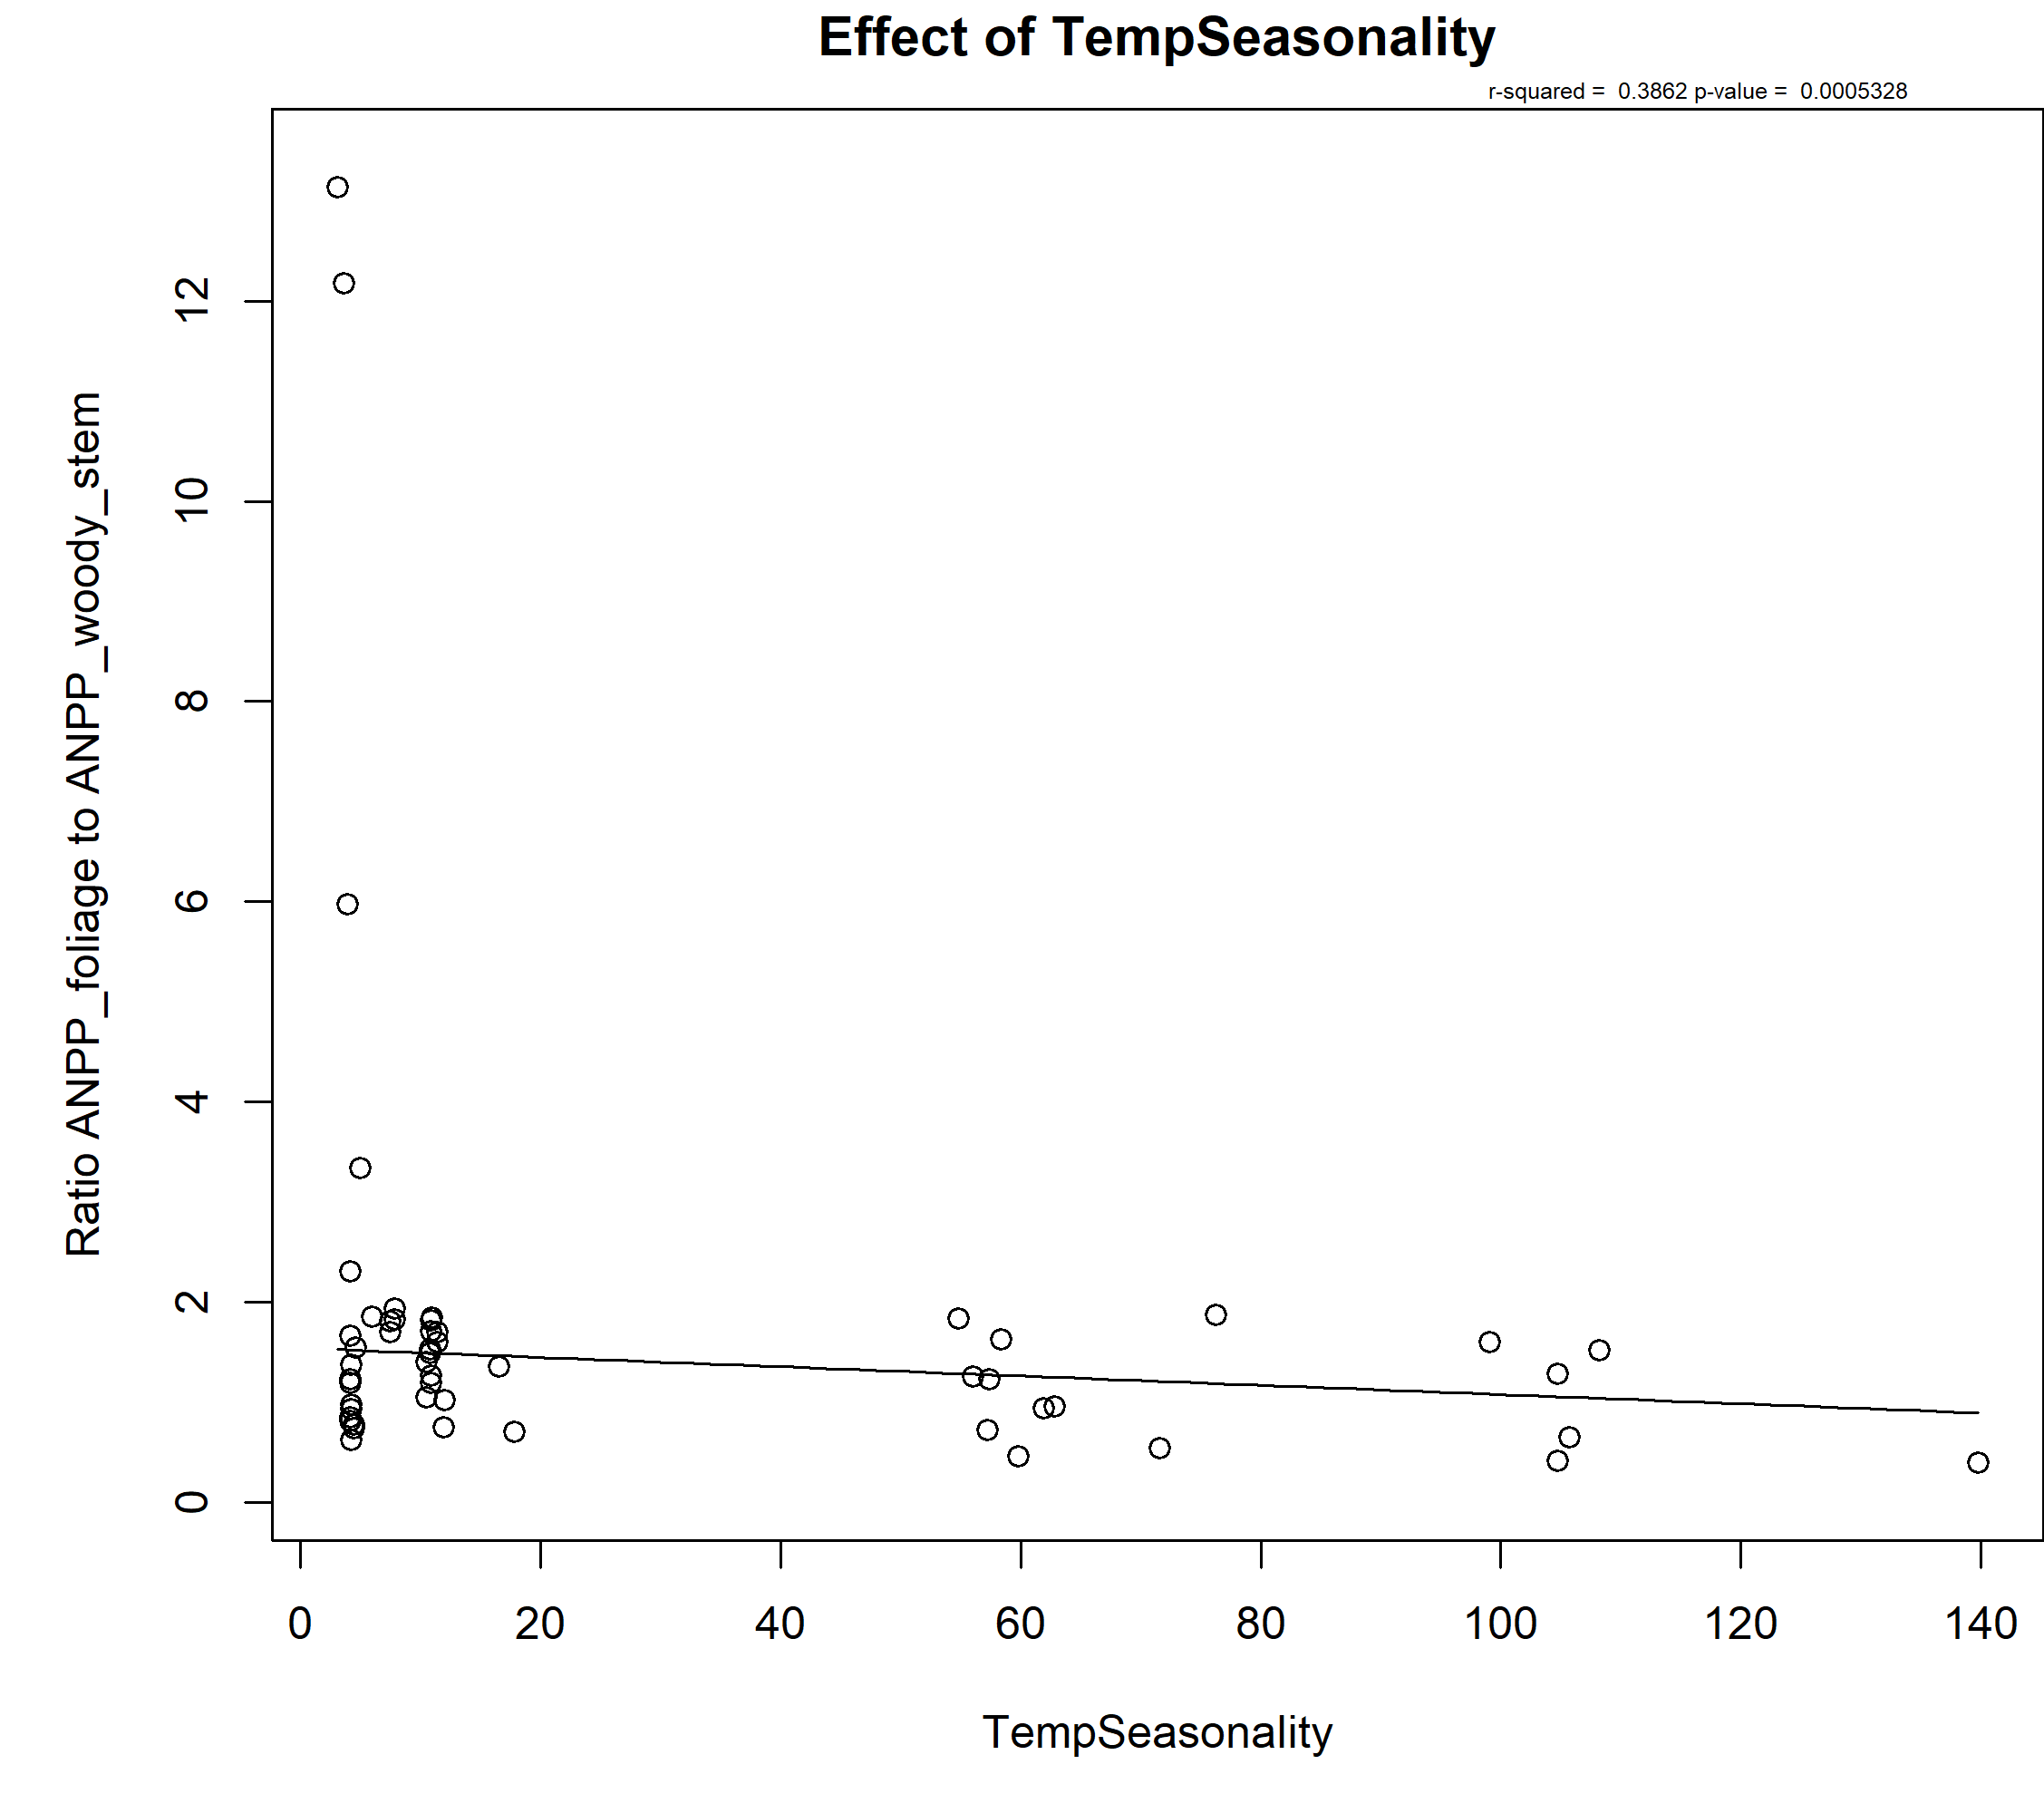 Effect of TempSeasonality
r-squared = 0.3862 p-value = 0.0005328
Ratio ANPP_foliage to ANPP_woody_stem
12
10
8
6
4
2
0
0 20 40 60 80 100 120 140
TempSeasonality